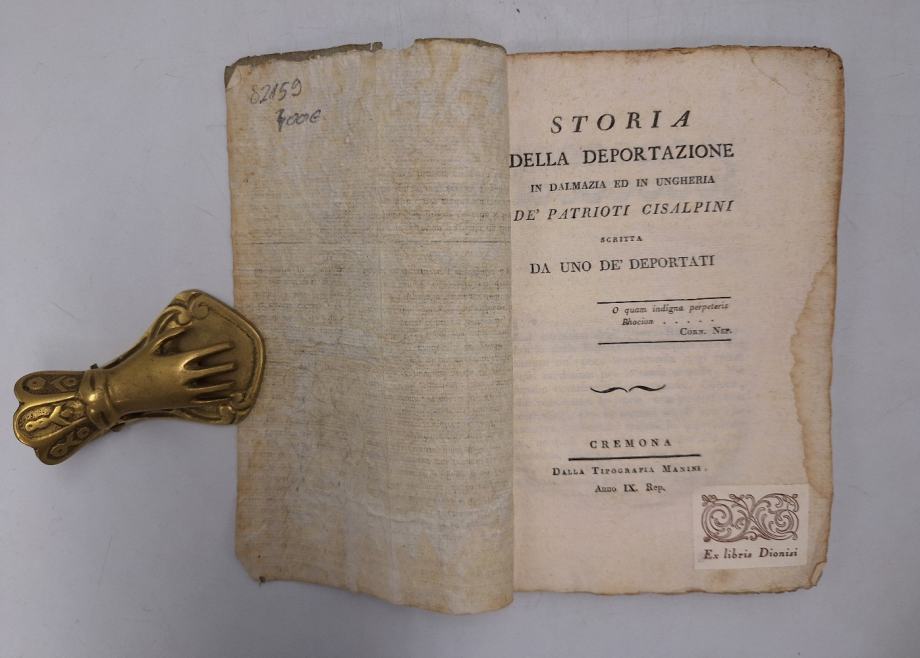 82159
STORIA
DELLA DEPORTAZIONE
IN DALMAZIA ED IN UNGHERIA
DE' PATRIOTI CISALPINI
SCRITTA
DA UNO DE' DEPORTATI
O quam indigna perpeteris
Phocion . . . . .
CORN. NEP.
CREMONA
DALLA TIPOGRAFIA MANINI.
Anno IX. Rep.
Ex libris Dionisi